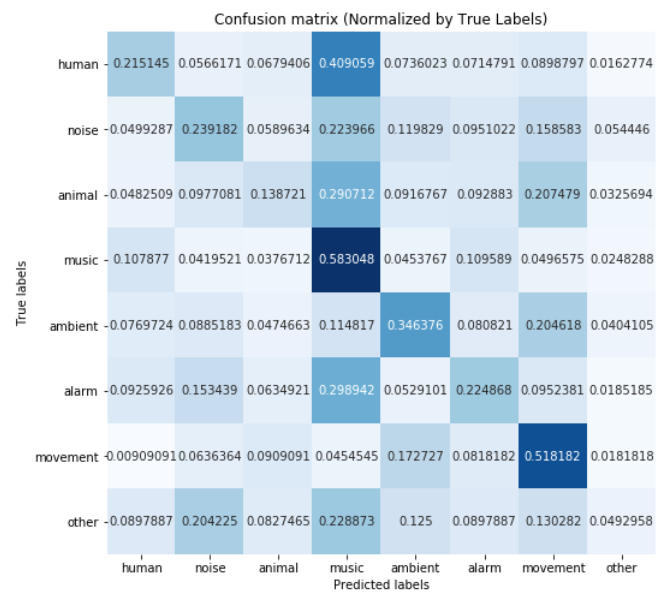 Confusion matrix (Normalized by True Labels)
human 0.215145 0.0566171 0.0679406 0.409059 0.0736023 0.0714791 0.0898797 0.0162774
noise 0.0499287 0.239182 0.0589634 0.223966 0.119829 0.0951022 0.158583 0.054446
animal 0.0482509 0.0977081 0.138721 0.290712 0.0916767 0.092883 0.207479 0.0325694
music 0.107877 0.0419521 0.0376712 0.583048 0.0453767 0.109589 0.0496575 0.0248288
ambient 0.0769724 0.0885183 0.0474663 0.114817 0.346376 0.080821 0.204618 0.0404105
alarm 0.0925926 0.153439 0.0634921 0.298942 0.0529101 0.224868 0.0952381 0.0185185
movement 0.00909091 0.0636364 0.0909091 0.0454545 0.172727 0.0818182 0.518182 0.0181818
other 0.0897887 0.204225 0.0827465 0.228873 0.125 0.0897887 0.130282 0.0492958
human noise animal music ambient alarm movement other
Predicted labels
True labels